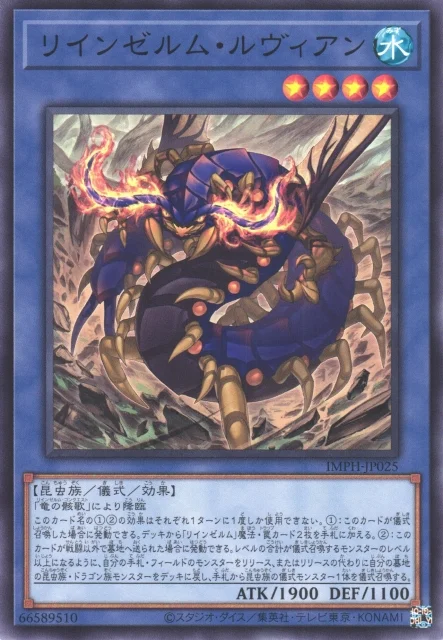 リインゼルム・ルヴィアン
水
IMPH-JP025
【昆虫族／儀式／効果】
「竜の骸歌」により降臨
このカード名の①②の効果はそれぞれ1ターンに1度しか使用できない。①：このカードが儀式
召喚した場合に発動できる。デッキから「リインゼルム」魔法・罠カード2枚を手札に加える。②：この
カードが戦闘以外で墓地へ送られた場合に発動できる。レベルの合計が儀式召喚するモンスターのレベル
以上になるように、自分の手札・フィールドのモンスターをリリース、またはリリースの代わりに自分の墓地
の昆虫族・ドラゴン族モンスターをデッキに戻し、手札から昆虫族の儀式モンスター1体を儀式召喚する。
ATK/1900 DEF/1100
66589510
©スタジオ・ダイス／集英社・テレビ東京・KONAMI